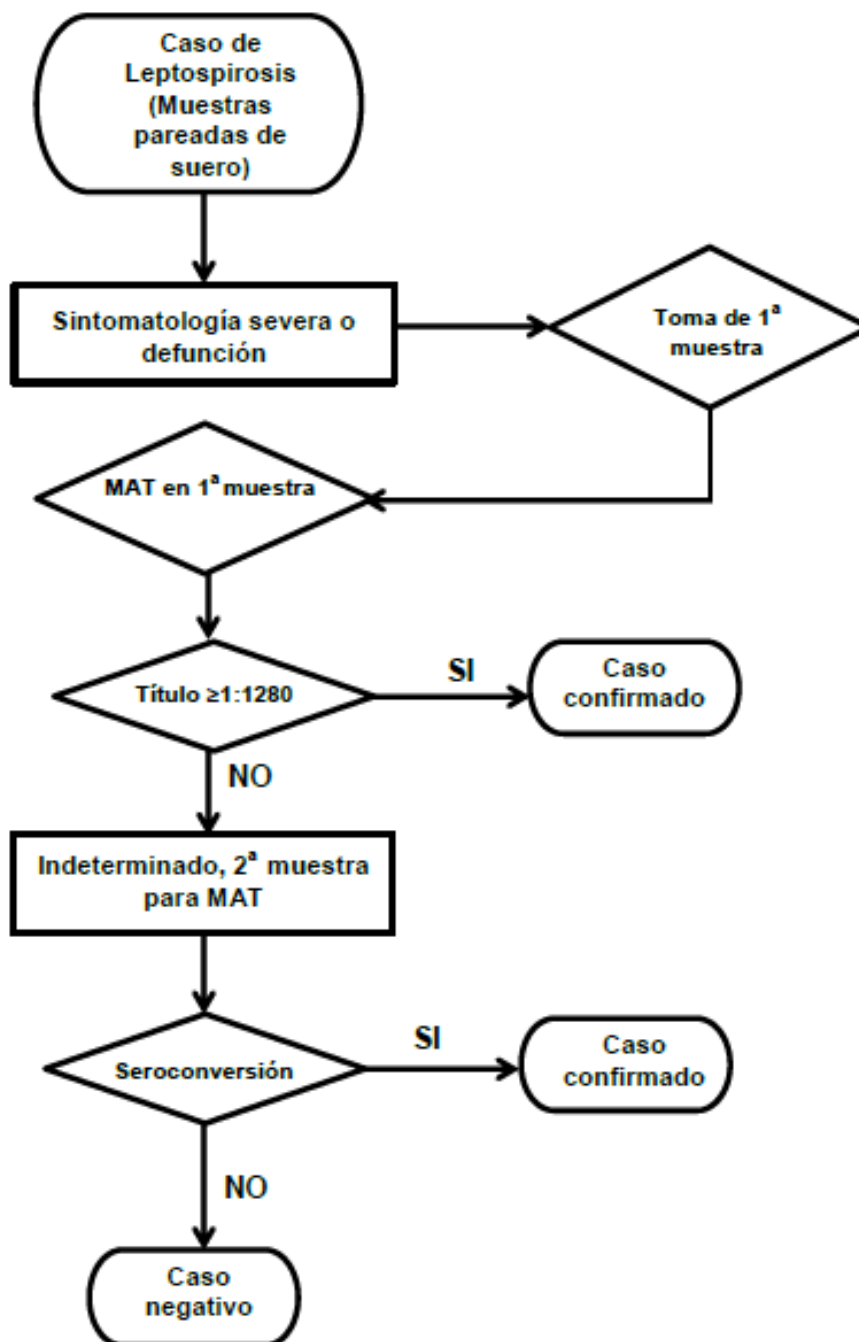 Caso de
Leptospirosis
(Muestras
pareadas de
suero)
Sintomatología severa o
defunción
Toma de 1ª
muestra
MAT en 1ª muestra
Título ≥1:1280
SI
Caso
confirmado
NO
Indeterminado, 2ª muestra
para MAT
Seroconversión
SI
Caso
confirmado
NO
Caso
negativo